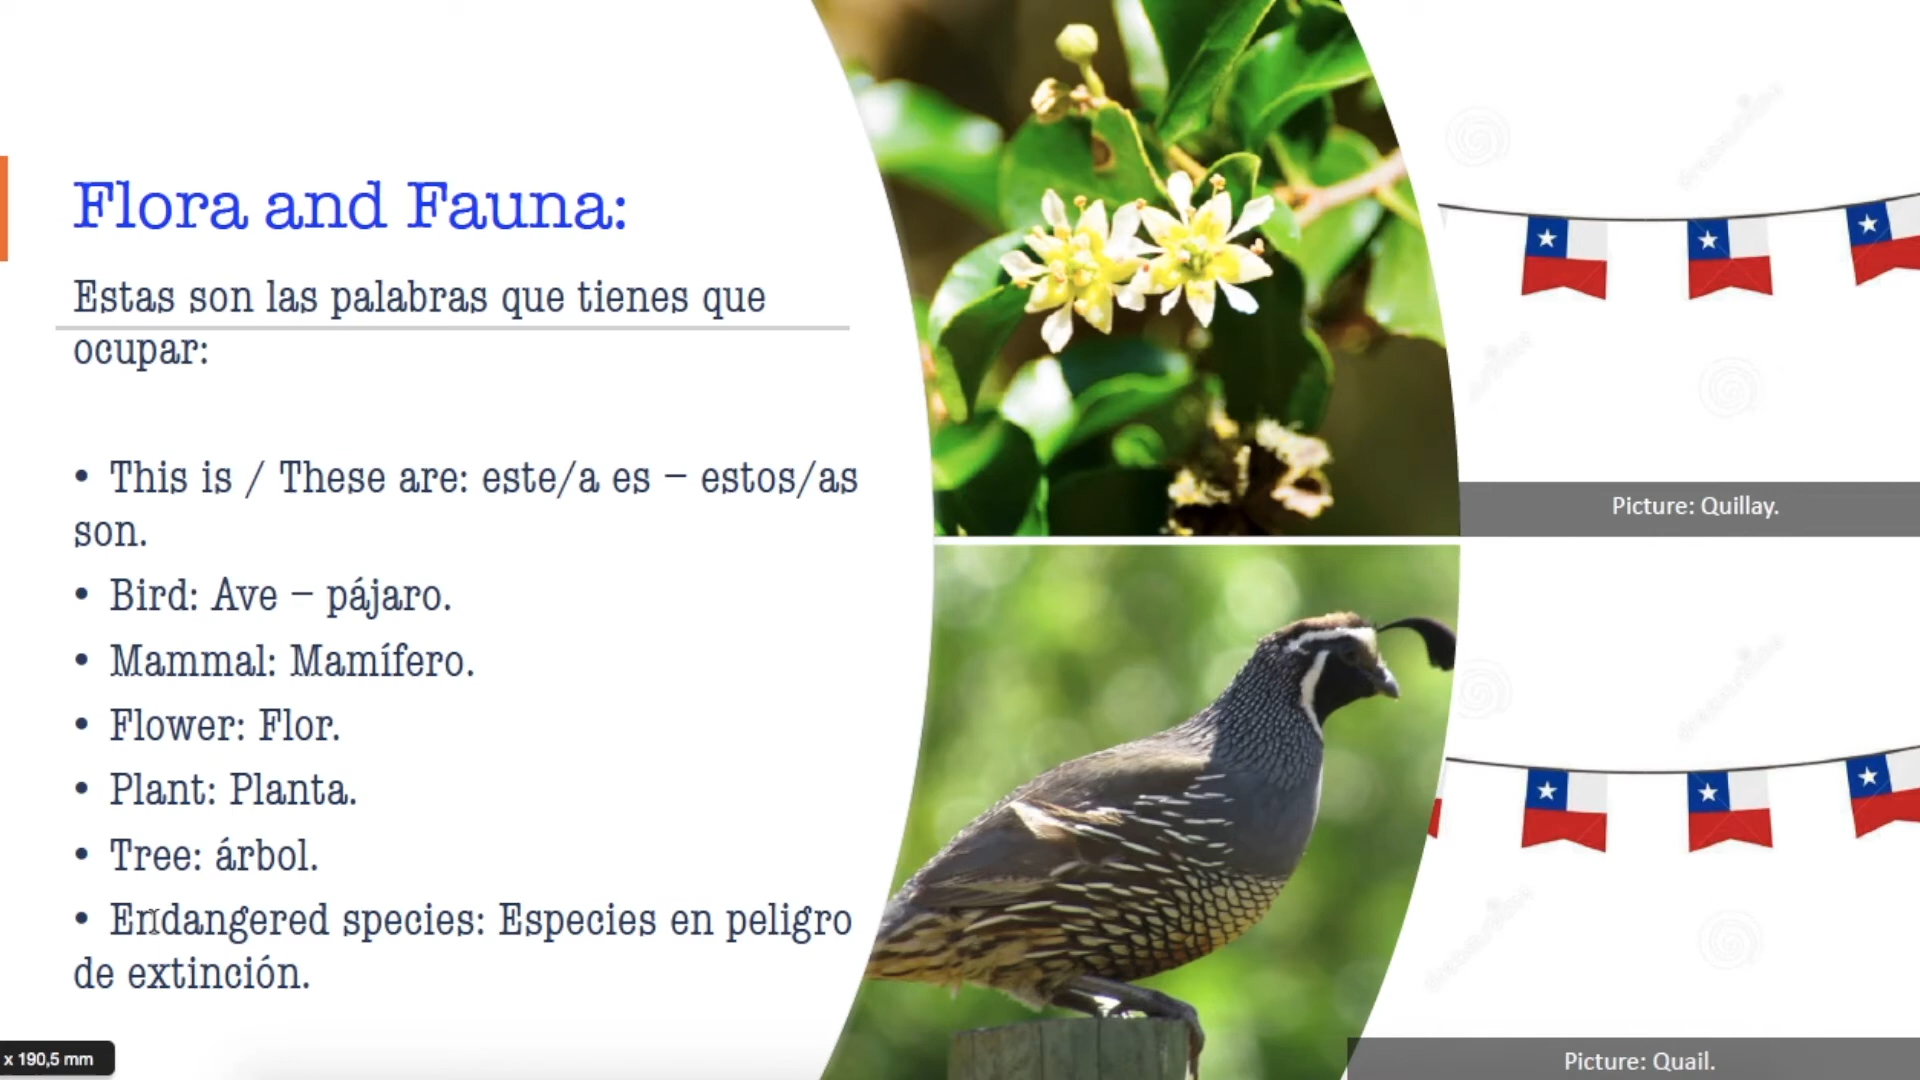 Flora and Fauna:
Estas son las palabras que tienes que
ocupar:
• This is / These are: este/a es – estos/as
son.
• Bird: Ave – pájaro.
• Mammal: Mamífero.
• Flower: Flor.
• Plant: Planta.
• Tree: árbol.
• Endangered species: Especies en peligro
de extinción.
Picture: Quillay.
Picture: Quail.
x 190,5 mm